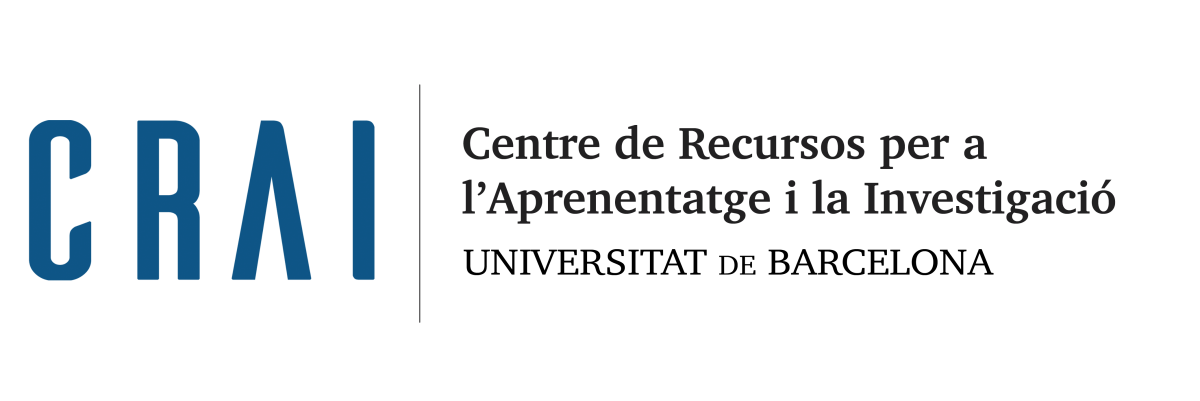 CRAI
Centre de Recursos per a
l’Aprenentatge i la Investigació
UNIVERSITAT DE BARCELONA